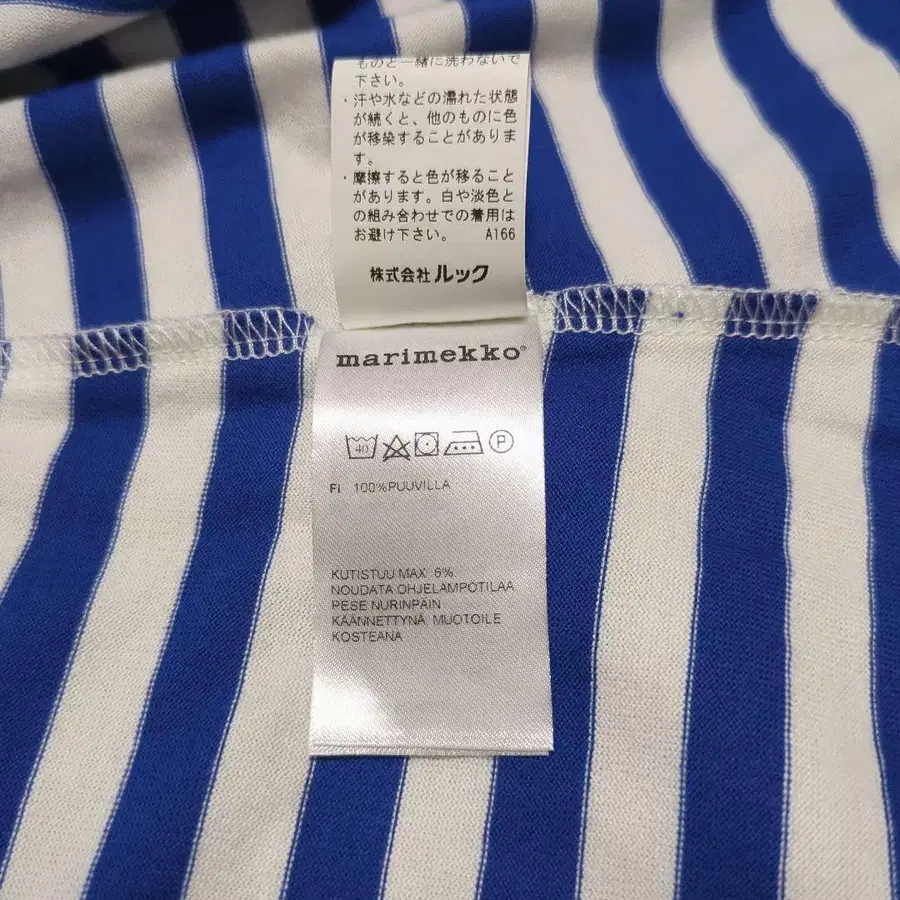 ものと一緒に洗わないで
下さい。
・汗や水などの濡れた状態
が続くと、他のものに色
が移染することがありま
す。
・摩擦すると色が移ること
があります。白や淡色と
の組み合わせでの着用は
お避け下さい。 A166
株式会社 ルック
marimekko®
40 P
FI 100%PUUVILLA
KUTISTUU MAX 6%
NOUDATA OHJELAMPOTILAA
PESE NURINPAIN
KÄÄNNETTYNÄ MUOTOILE
KOSTEANA